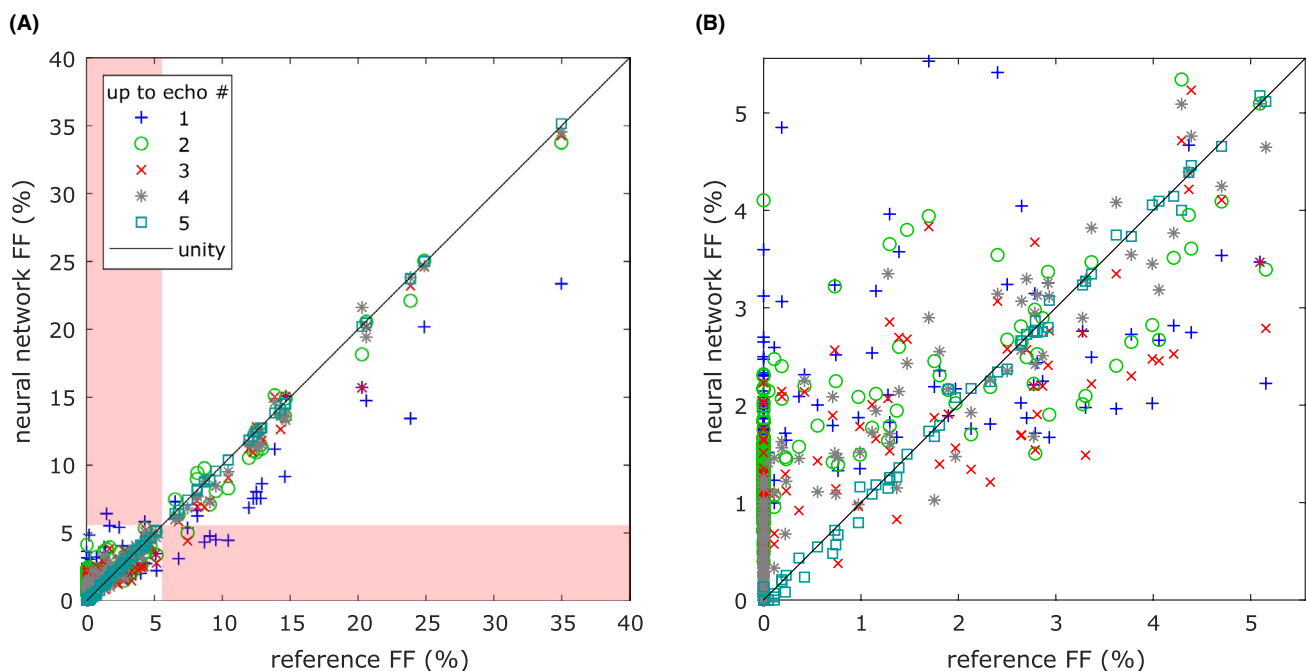 (A)
(B)
neural network FF (%)
40
35
30
25
20
15
10
5
0
up to echo #
1
2
3
4
5
unity
0 5 10 15 20 25 30 35 40
reference FF (%)
neural network FF (%)
5
4
3
2
1
0
0 1 2 3 4 5
reference FF (%)